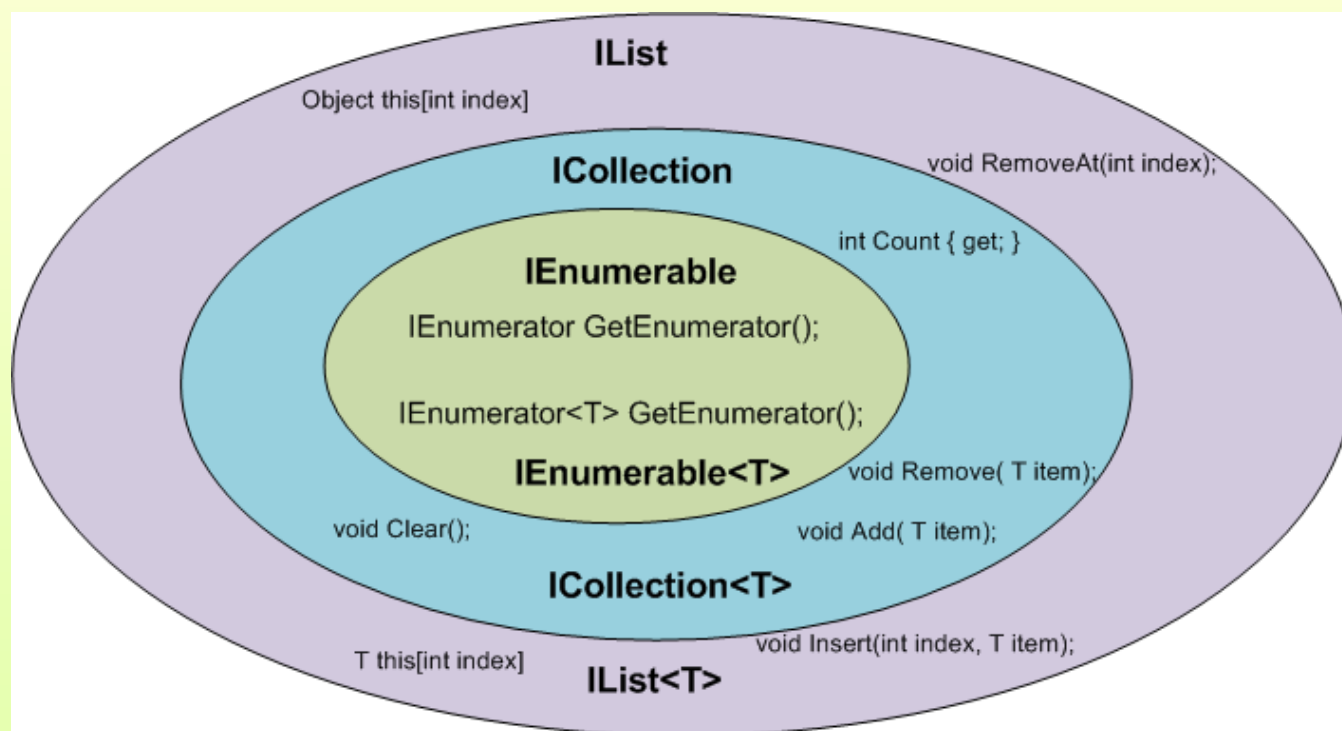 IList
Object this[int index]
void RemoveAt(int index);
ICollection
int Count { get; }
IEnumerable
IEnumerator GetEnumerator();
IEnumerator<T> GetEnumerator();
IEnumerable<T>
void Remove( T item);
void Clear();
void Add( T item);
ICollection<T>
void Insert(int index, T item);
T this[int index]
IList<T>